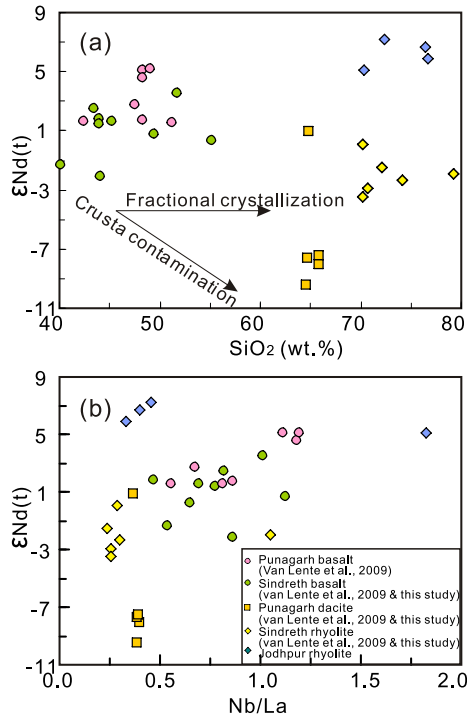 9
(a)
5
1
-3
-7
-11
εNd(t)
Fractional crystallization
Crusta contamination
40
50
60
70
80
SiO₂ (wt.%)
9
(b)
5
1
-3
-7
-11
εNd(t)
Punagarh basalt
(Van Lente et al., 2009)
Sindreth basalt
(van Lente et al., 2009 & this study)
Punagarh dacite
(van Lente et al., 2009 & this study)
Sindreth rhyolite
(van Lente et al., 2009 & this study)
Jodhpur rhyolite
0
0.5
1.0
1.5
2.0
Nb/La